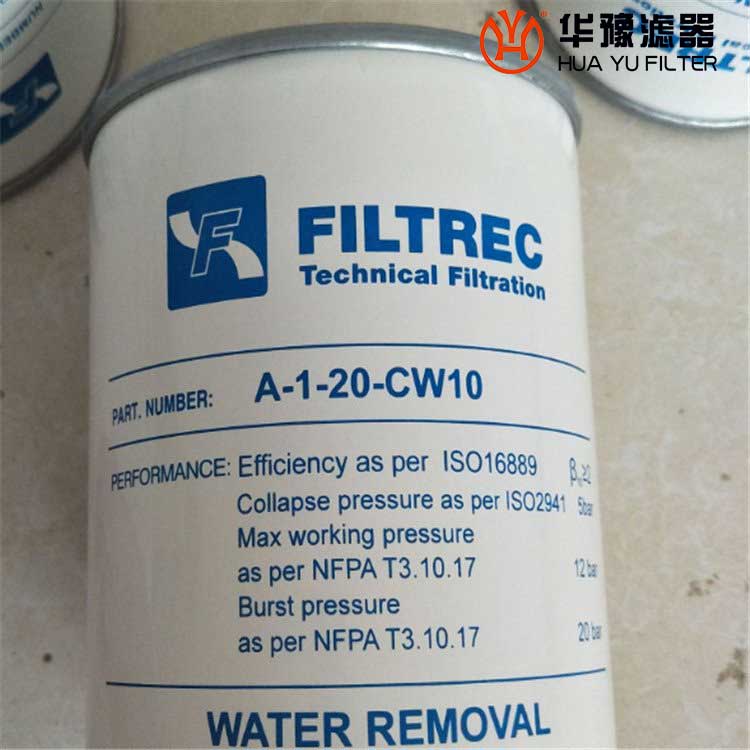 华豫滤器
HUA YU FILTER
F
FILTREC
Technical Filtration
PART. NUMBER: A-1-20-CW10
PERFORMANCE: Efficiency as per ISO16889
Collapse pressure as per ISO2941 5bar
Max working pressure
as per NFPA T3.10.17 12 bar
Burst pressure
as per NFPA T3.10.17 20 bar
WATER REMOVAL